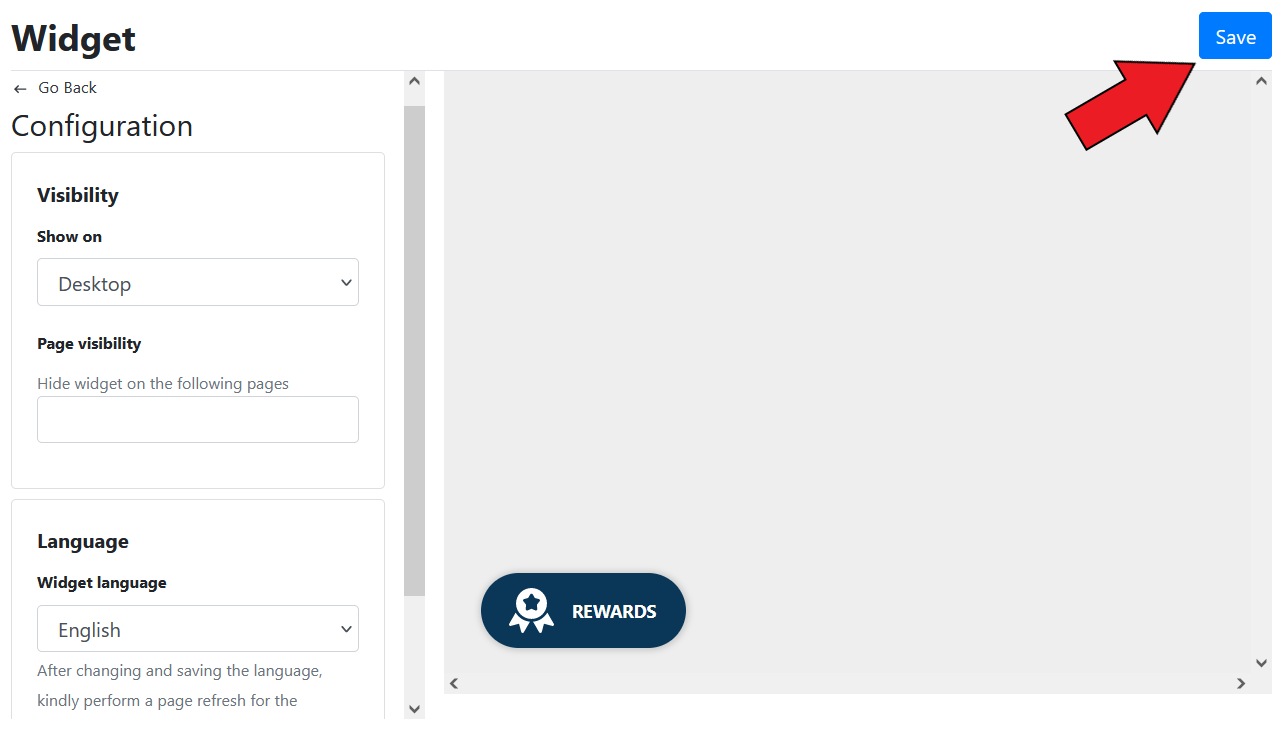 Widget
Save
Go Back
Configuration
Visibility
Show on
Desktop
Page visibility
Hide widget on the following pages
Language
Widget language
English
After changing and saving the language,
kindly perform a page refresh for the
REWARDS